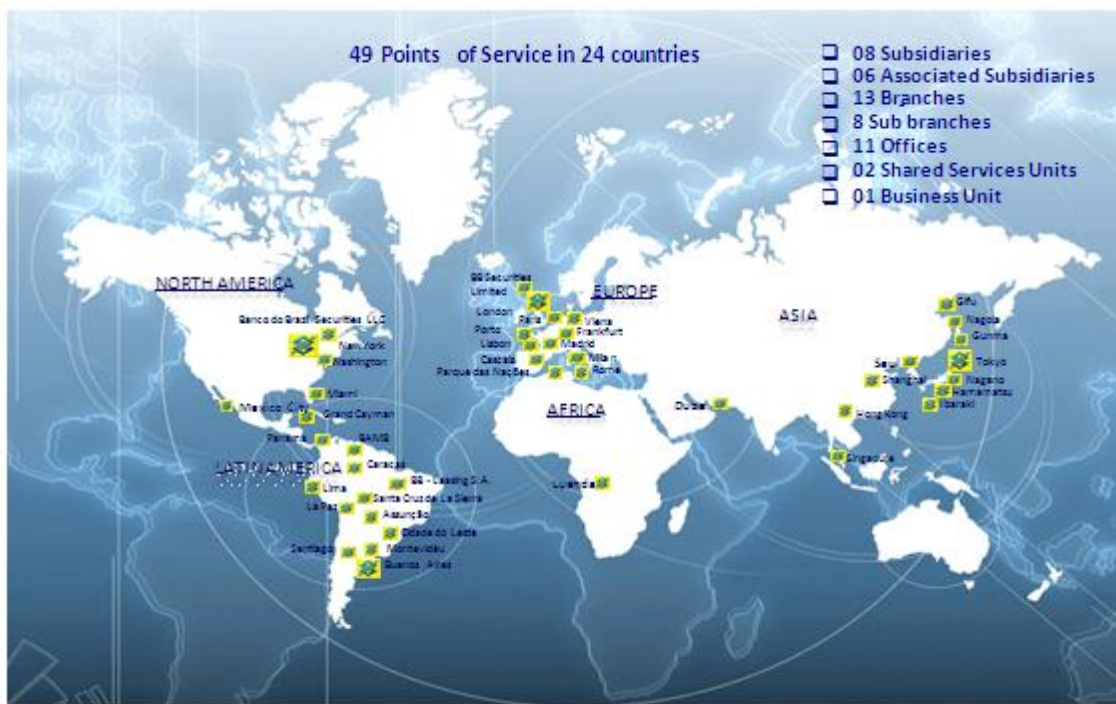 49 Points of Service in 24 countries
08 Subsidiaries
06 Associated Subsidiaries
13 Branches
8 Sub branches
11 Offices
02 Shared Services Units
01 Business Unit
NORTH AMERICA
Banco do Brasil Securities LLC
New York
Washington
Miami
Mexico City
Grand Cayman
Panama
BAMB
LATIN AMERICA
Caracas
Lima
BB - Leasing S.A.
Santa Cruz de La Sierra
La Paz
Assunção
Cidade do Leste
Santiago
Montevidéu
Buenos Aires
EUROPE
BB Securities
Limited
London
Paris
Viena
Porto
Frankfurt
Lisbon
Madrid
Cascais
Milan
Parque das Nações
Roma
AFRICA
Luanda
ASIA
Dubai
Gifu
Nagoia
Gunma
Seul
Tokyo
Shanghai
Nagano
Hamamatsu
Ibaraki
Hong Kong